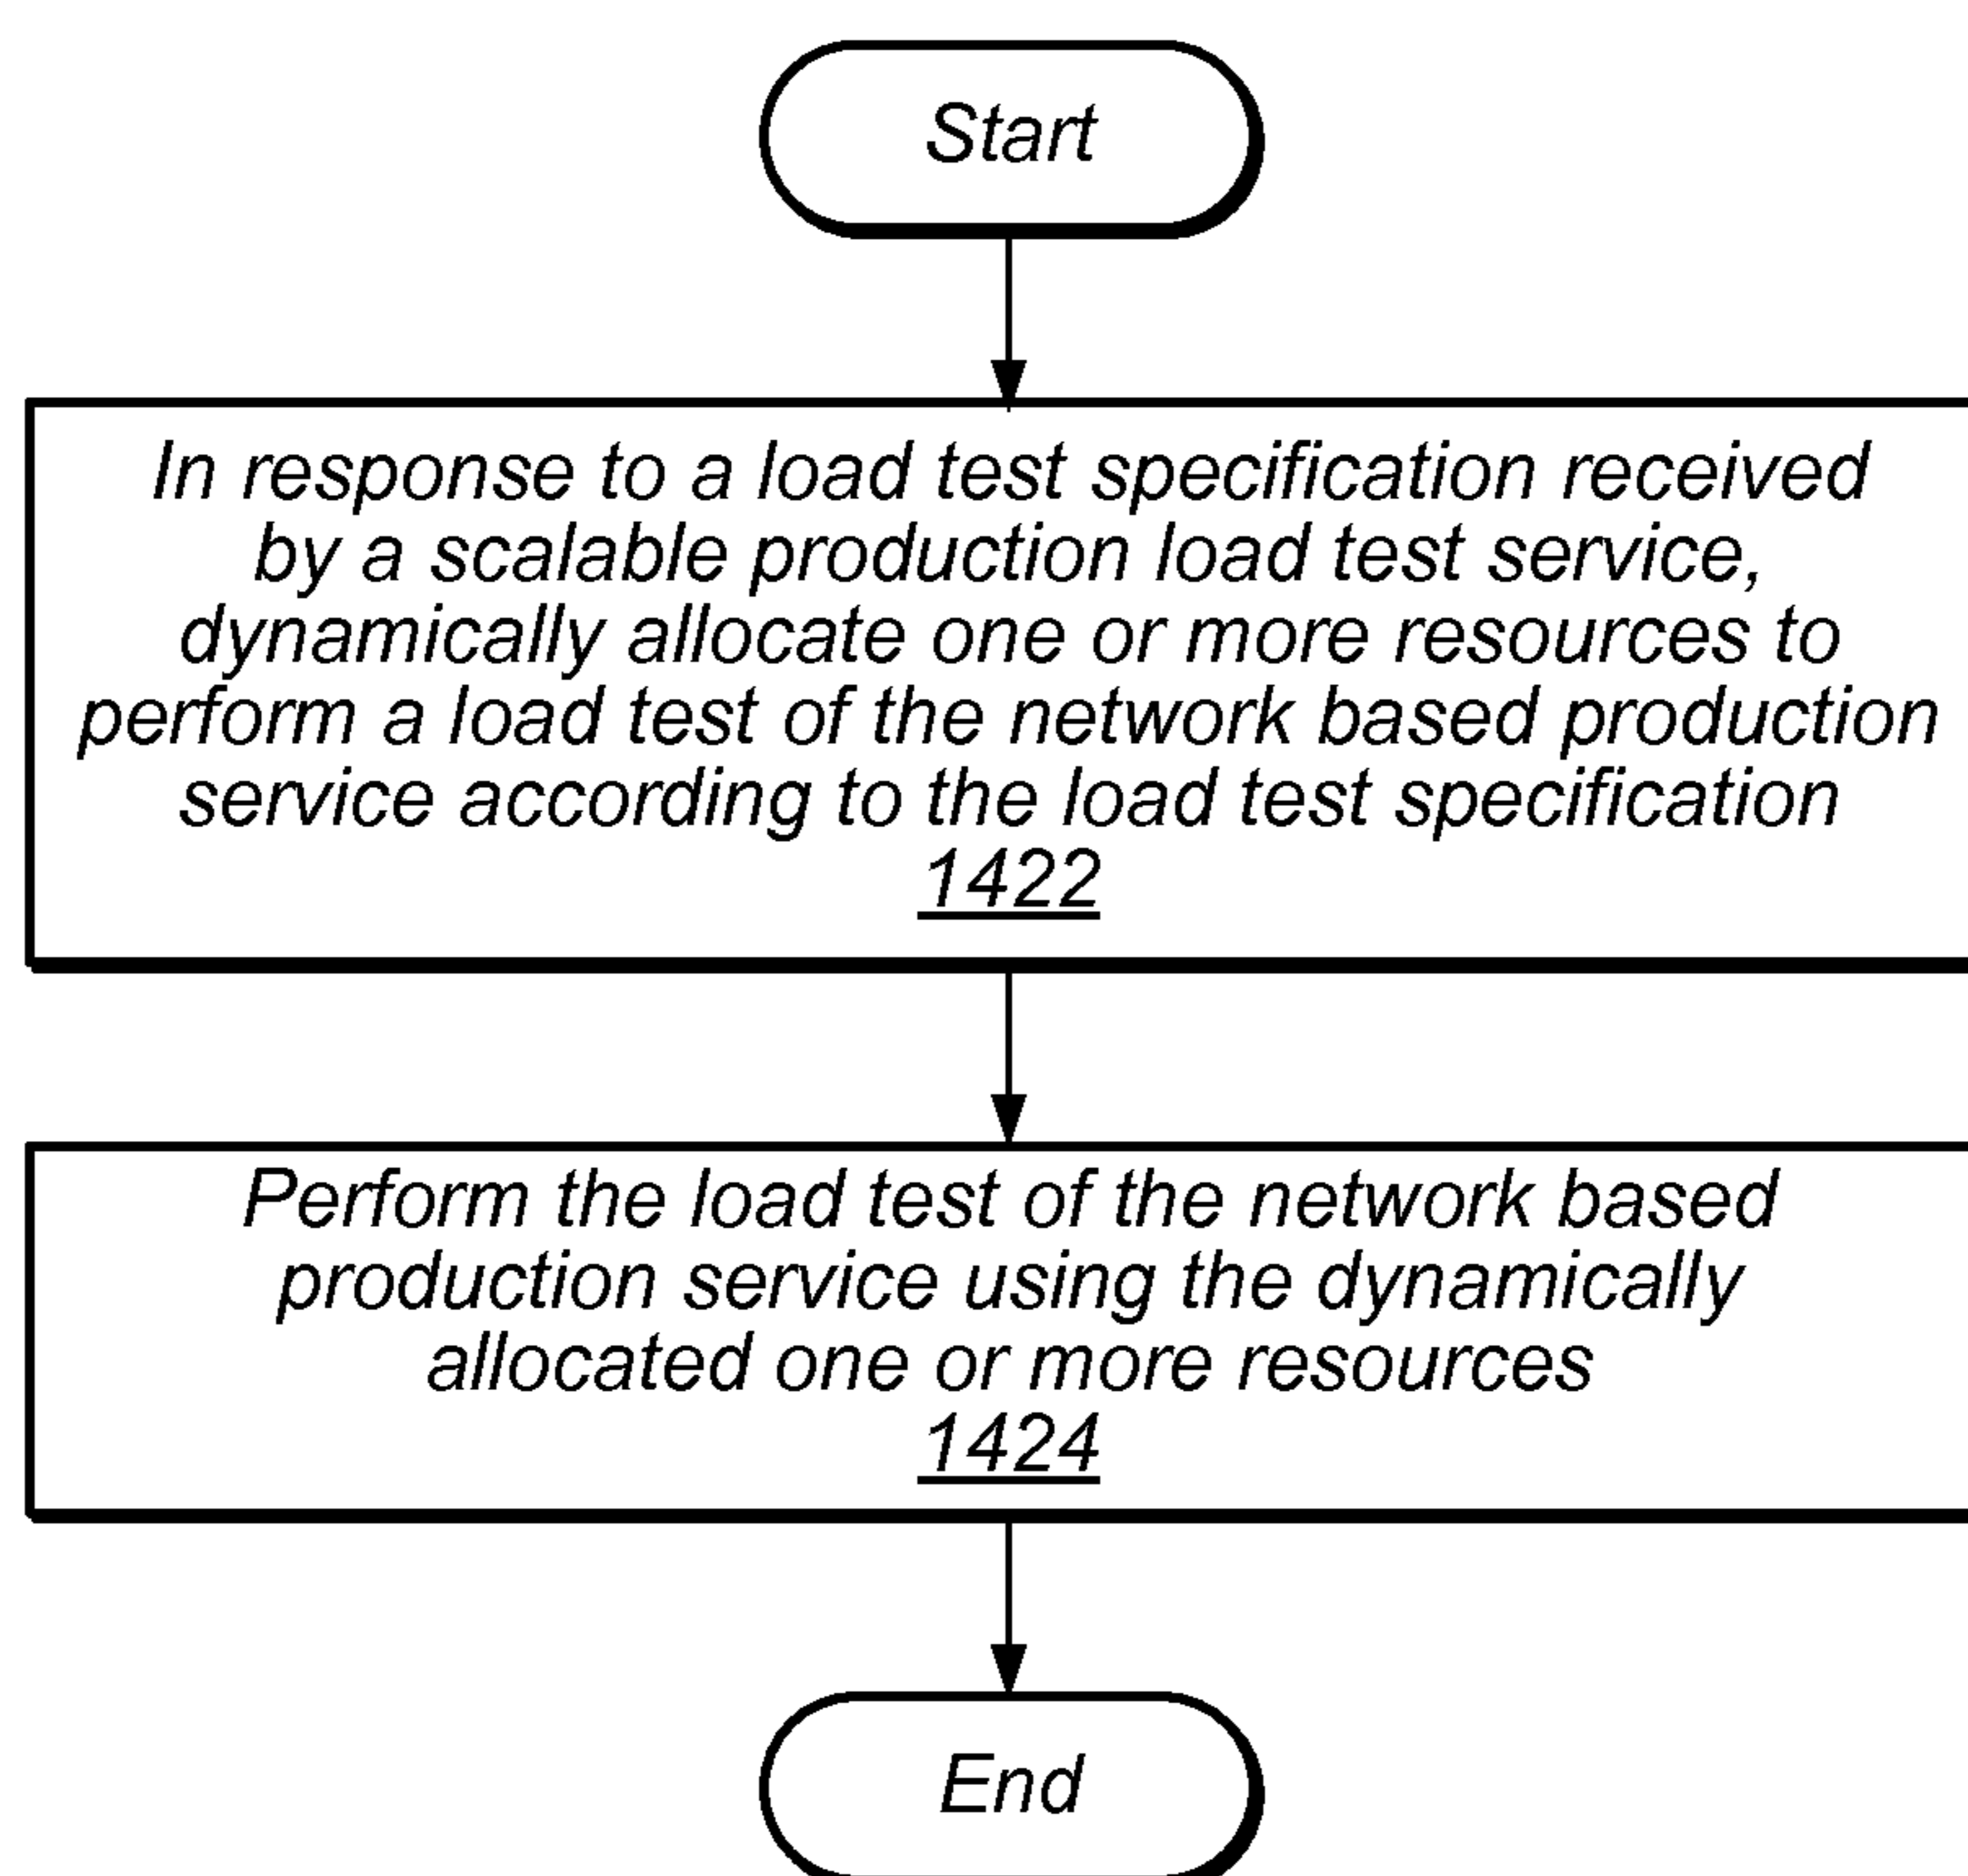 Start
In response to a load test specification received
by a scalable production load test service,
dynamically allocate one or more resources to
perform a load test of the network based production
service according to the load test specification
1422
Perform the load test of the network based
production service using the dynamically
allocated one or more resources
1424
End